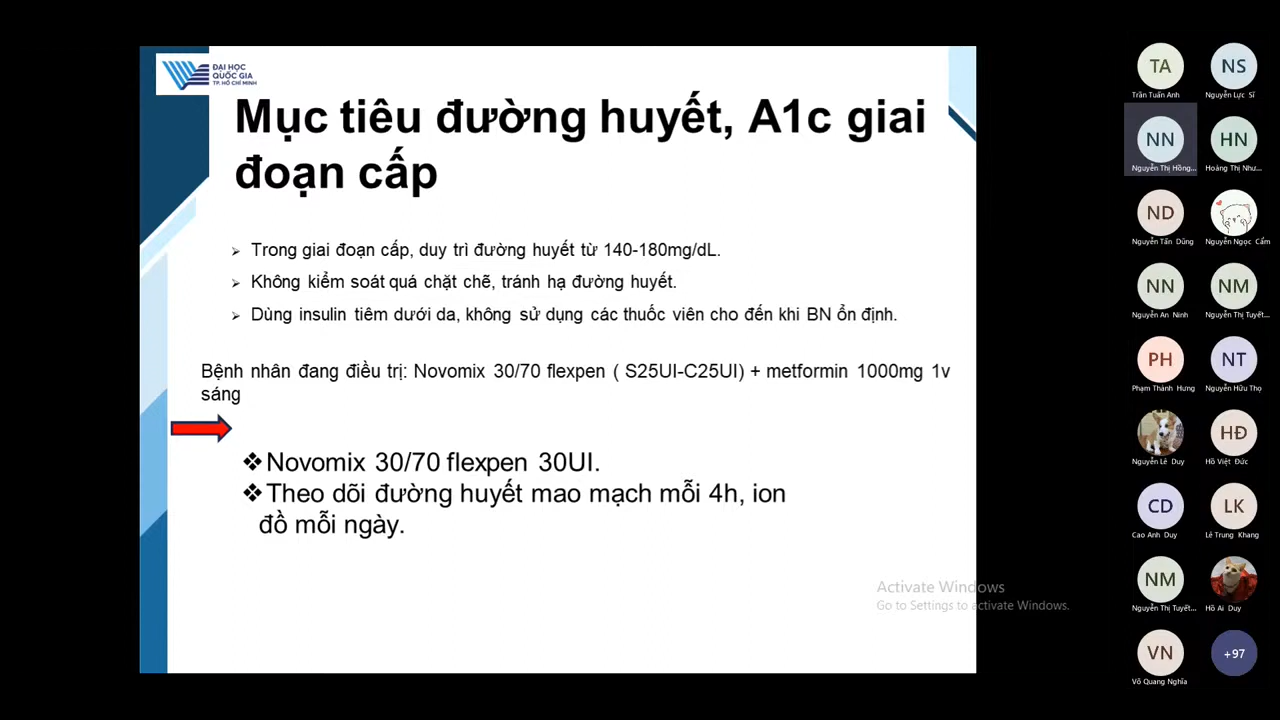 ĐẠI HỌC
QUỐC GIA
TP. HỒ CHÍ MINH
Mục tiêu đường huyết, A1c giai
đoạn cấp
➢ Trong giai đoạn cấp, duy trì đường huyết từ 140-180mg/dL.
➢ Không kiểm soát quá chặt chẽ, tránh hạ đường huyết.
➢ Dùng insulin tiêm dưới da, không sử dụng các thuốc viên cho đến khi BN ổn định.
Bệnh nhân đang điều trị: Novomix 30/70 flexpen ( S25UI-C25UI) + metformin 1000mg 1v
sáng
❖Novomix 30/70 flexpen 30UI.
❖Theo dõi đường huyết mao mạch mỗi 4h, ion
đồ mỗi ngày.
Activate Windows
Go to Settings to activate Windows.
TA NS
Trần Tuấn Anh Nguyễn Lực Sĩ
NN HN
Nguyễn Thị Hồng... Hoàng Thị Như...
ND
Nguyễn Tấn Dũng Nguyễn Ngọc Cẩm
NN NM
Nguyễn An Ninh Nguyễn Thị Tuyết...
PH NT
Phạm Thành Hưng Nguyễn Hữu Thọ
HĐ
Nguyễn Lê Duy Hồ Việt Đức
CD LK
Cao Anh Duy Lê Trung Khang
NM
Nguyễn Thị Tuyết... Hồ Ai Duy
VN +97
Võ Quang Nghĩa